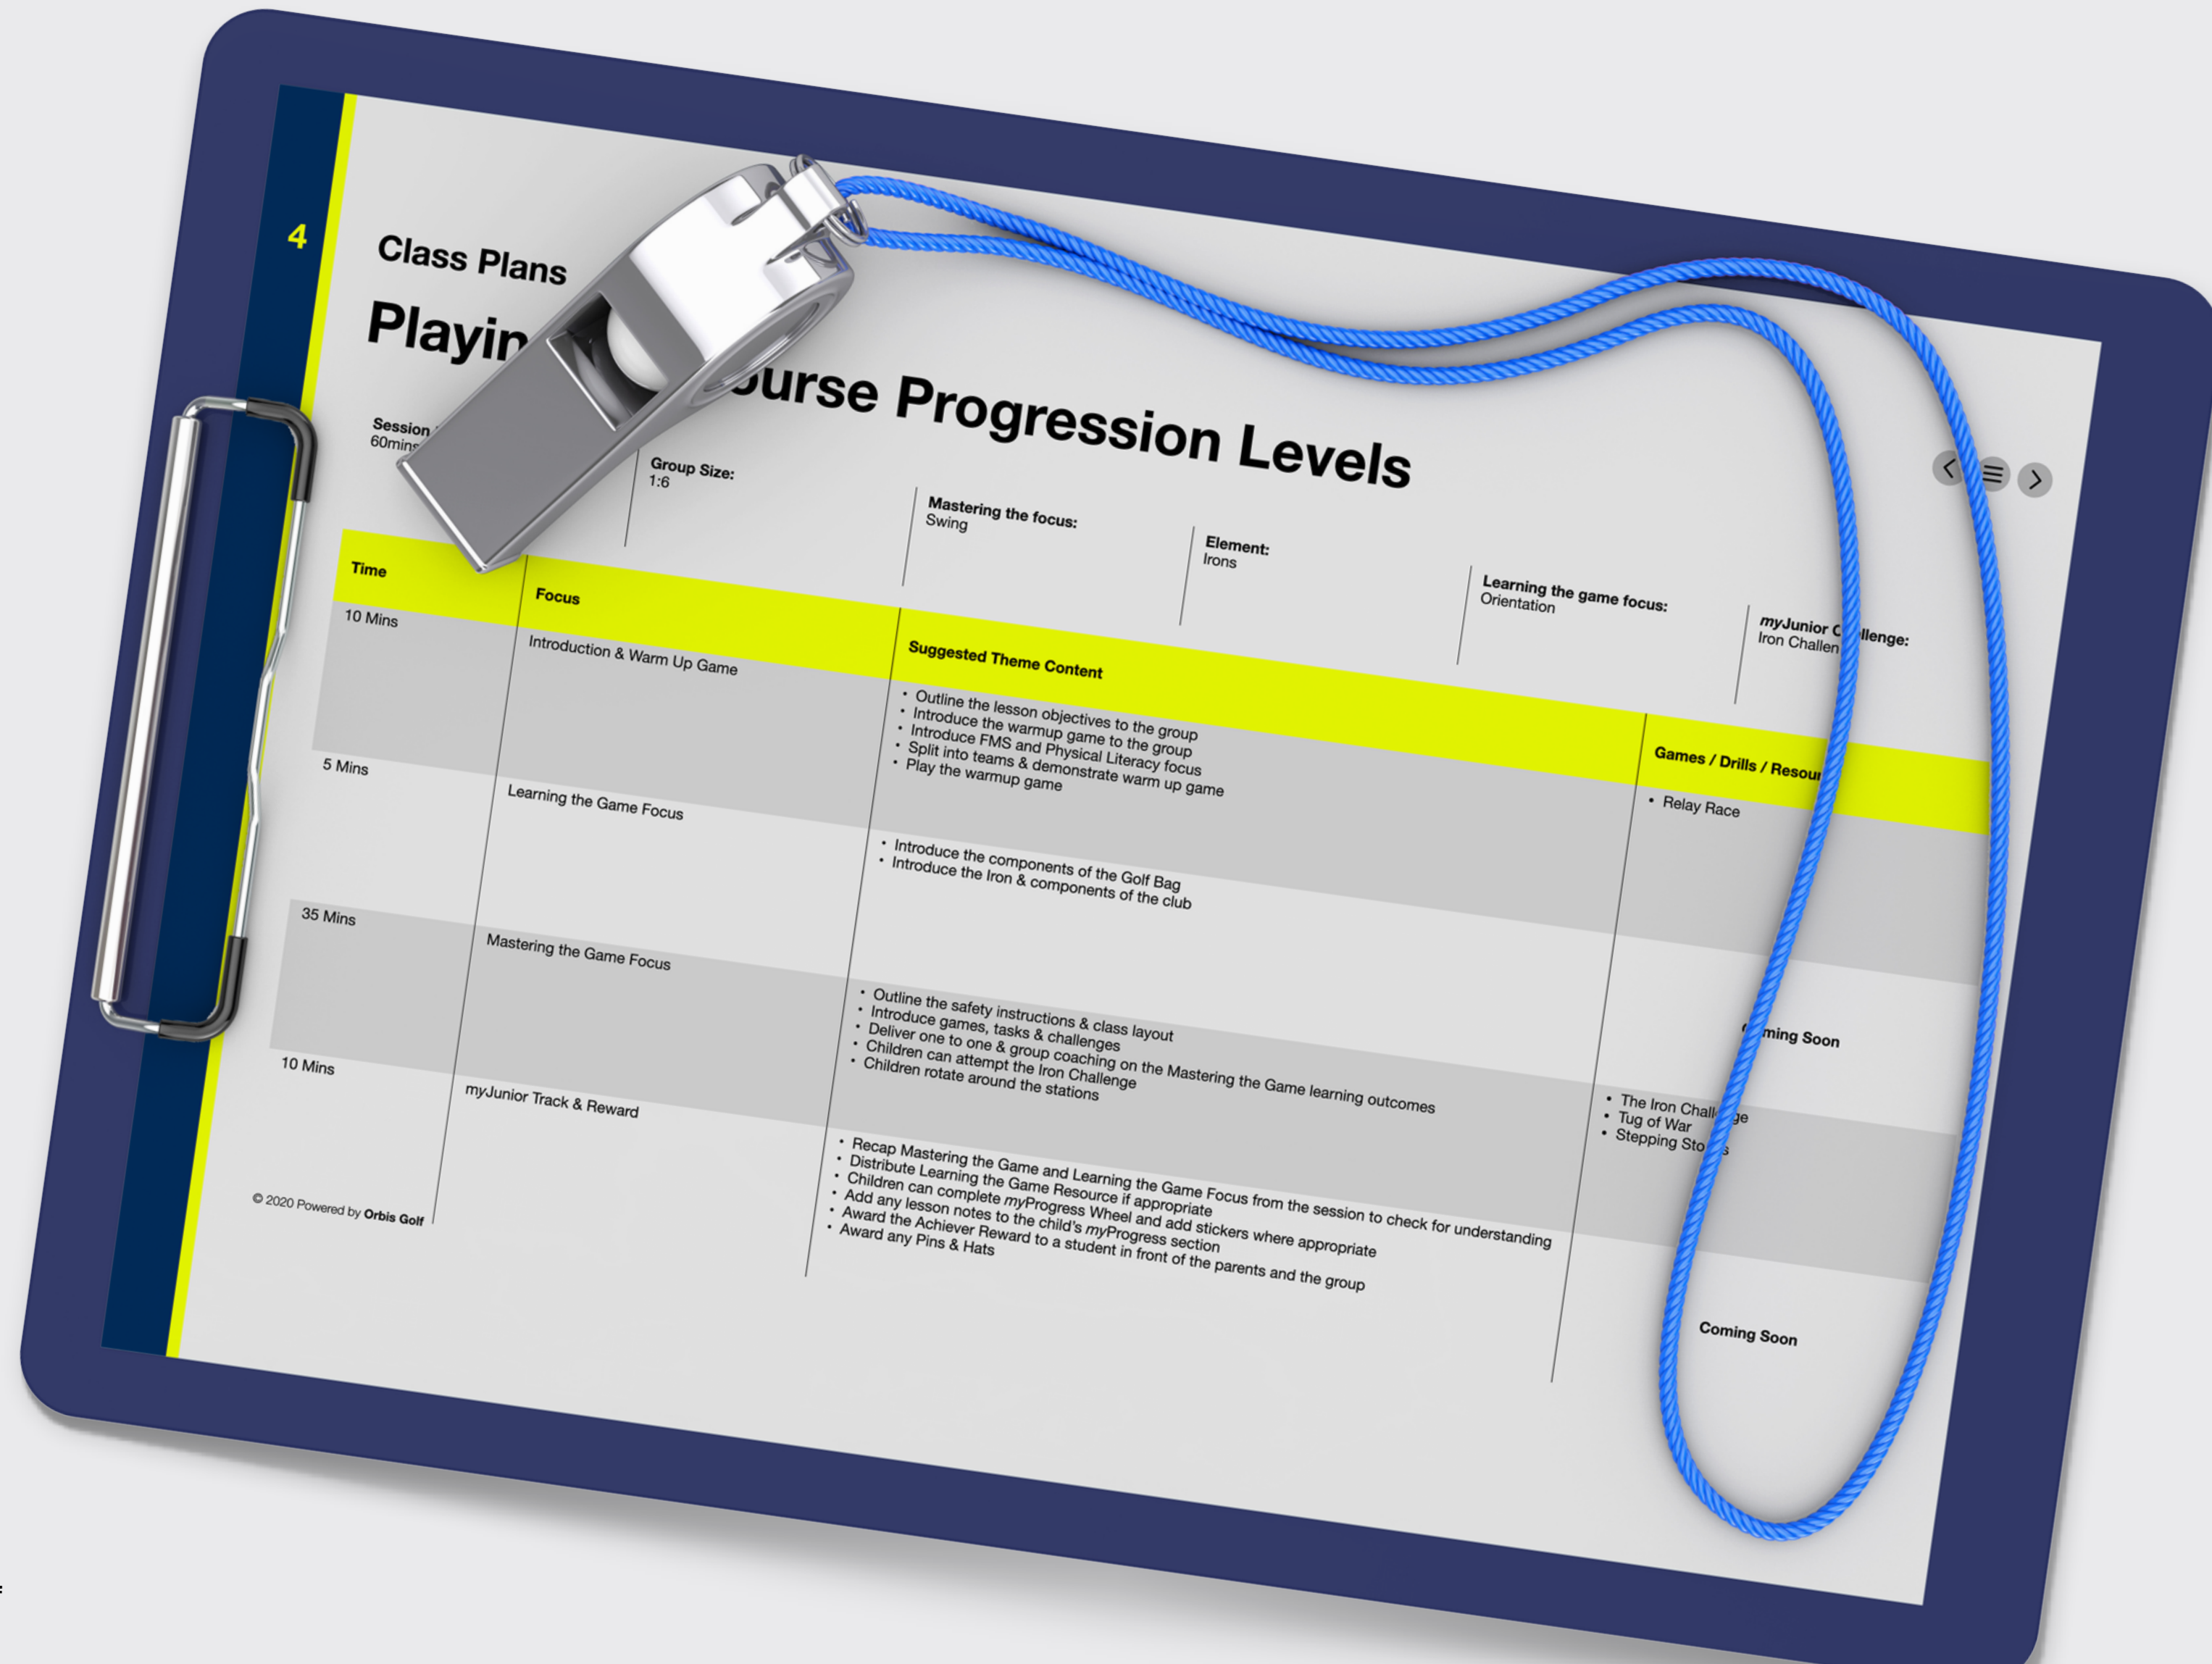 4
Class Plans
Course Progression Levels
Session
60mins
Group Size:
1:6
Mastering the focus:
Swing
Element:
Irons
Learning the game focus:
Orientation
myJunior Challenge:
Iron Challenge
Time
Focus
Suggested Theme Content
Games / Drills / Resources
10 Mins
Introduction & Warm Up Game
• Outline the lesson objectives to the group
• Introduce the warmup game to the group
• Introduce FMS and Physical Literacy focus
• Split into teams & demonstrate warm up game
• Play the warmup game
• Relay Race
5 Mins
Learning the Game Focus
• Introduce the components of the Golf Bag
• Introduce the Iron & components of the club
Coming Soon
35 Mins
Mastering the Game Focus
• Outline the safety instructions & class layout
• Introduce games, tasks & challenges
• Deliver one to one & group coaching on the Mastering the Game learning outcomes
• Children can attempt the Iron Challenge
• Children rotate around the stations
• The Iron Challenge
• Tug of War
• Stepping Stones
10 Mins
myJunior Track & Reward
• Recap Mastering the Game and Learning the Game Focus from the session to check for understanding
• Distribute Learning the Game Resource if appropriate
• Children can complete myProgress Wheel and add stickers where appropriate
• Add any lesson notes to the child's myProgress section
• Award the Achiever Reward to a student in front of the parents and the group
• Award any Pins & Hats
Coming Soon
© 2020 Powered by Orbis Golf